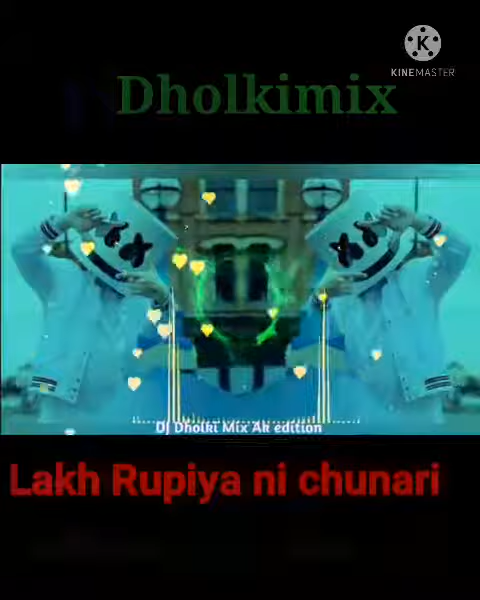 K
KINEMASTER
Dholkimix
Dj Dholki Mix Ak edition
Lakh Rupiya ni chunari